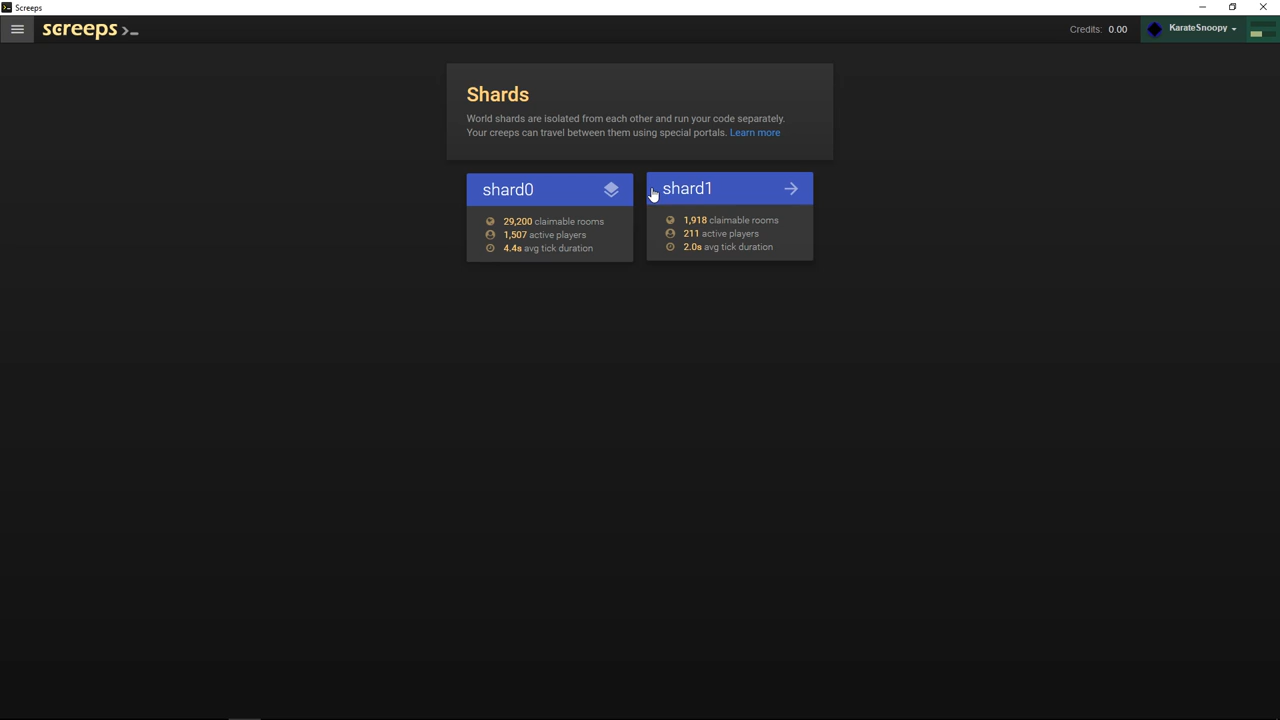 Screeps
screeps
Credits: 0.00
KarateSnoopy
Shards
World shards are isolated from each other and run your code separately.
Your creeps can travel between them using special portals. Learn more
shard0
29,200 claimable rooms
1,507 active players
4.4s avg tick duration
shard1
1,918 claimable rooms
211 active players
2.0s avg tick duration